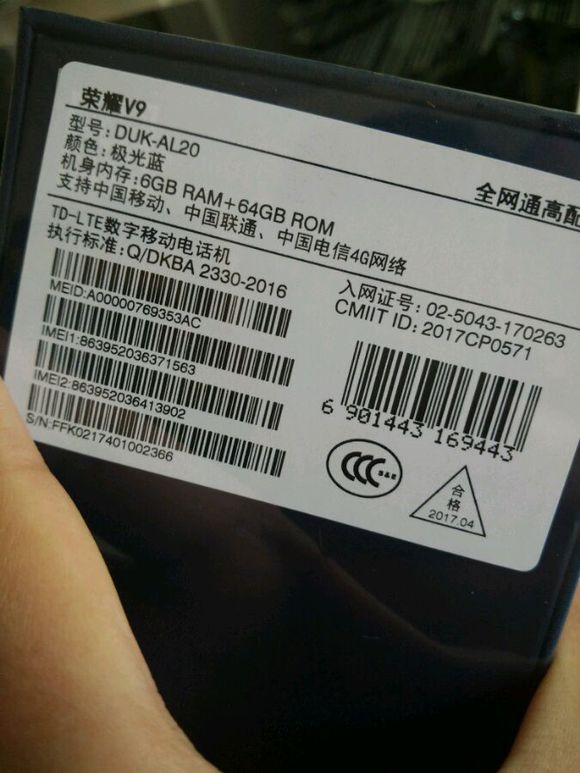 荣耀V9
型号: DUK-AL20
颜色: 极光蓝
全网通高配
机身内存: 6GB RAM+64GB ROM
支持中国移动、中国联通、中国电信4G网络
TD-LTE数字移动电话机
执行标准: Q/DKBA 2330-2016
入网证号: 02-5043-170263
CMIIT ID: 2017CP0571
MEID:A00000769353AC
IMEI1:863952036371563
IMEI2:863952036413902
S/N:FFK0217401002366
6 901443 169443
CCC S&E
合格
2017.04